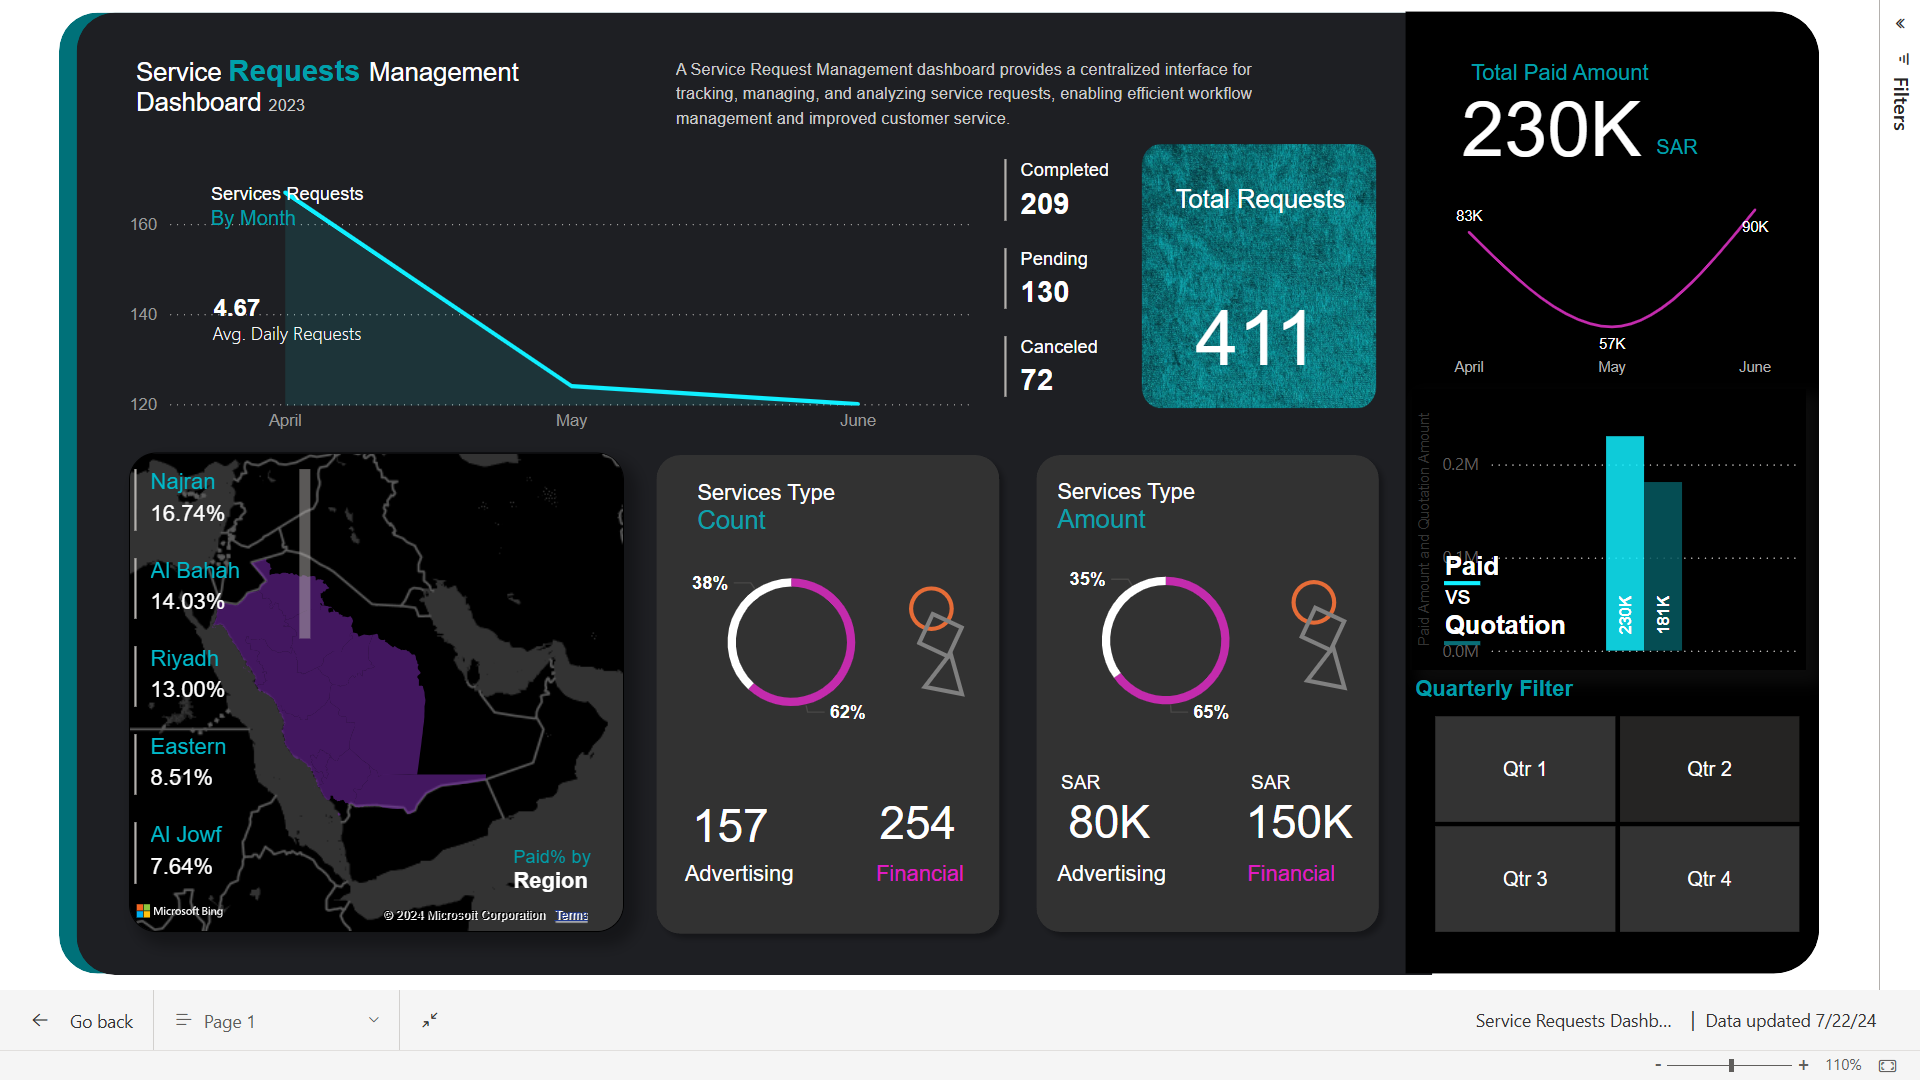 Service Requests Management
Dashboard 2023
A Service Request Management dashboard provides a centralized interface for
tracking, managing, and analyzing service requests, enabling efficient workflow
management and improved customer service.
Services Requests
By Month
160
140
120
4.67
Avg. Daily Requests
April
May
June
Completed
209
Pending
130
Canceled
72
Total Requests
411
Total Paid Amount
230K SAR
83K
90K
57K
April
May
June
Najran
16.74%
Al Bahah
14.03%
Riyadh
13.00%
Eastern
8.51%
Al Jowf
7.64%
Paid% by
Region
Microsoft Bing
© 2024 Microsoft Corporation Terms
Services Type
Count
38%
62%
157
Advertising
254
Financial
Services Type
Amount
35%
65%
SAR
80K
Advertising
SAR
150K
Financial
Paid Amount and Quotation Amount
0.2M
0.1M
0.0M
Paid
VS
Quotation
230K
181K
Quarterly Filter
Qtr 1
Qtr 2
Qtr 3
Qtr 4
Filters
Go back
Page 1
Service Requests Dashb... | Data updated 7/22/24
- + 110%